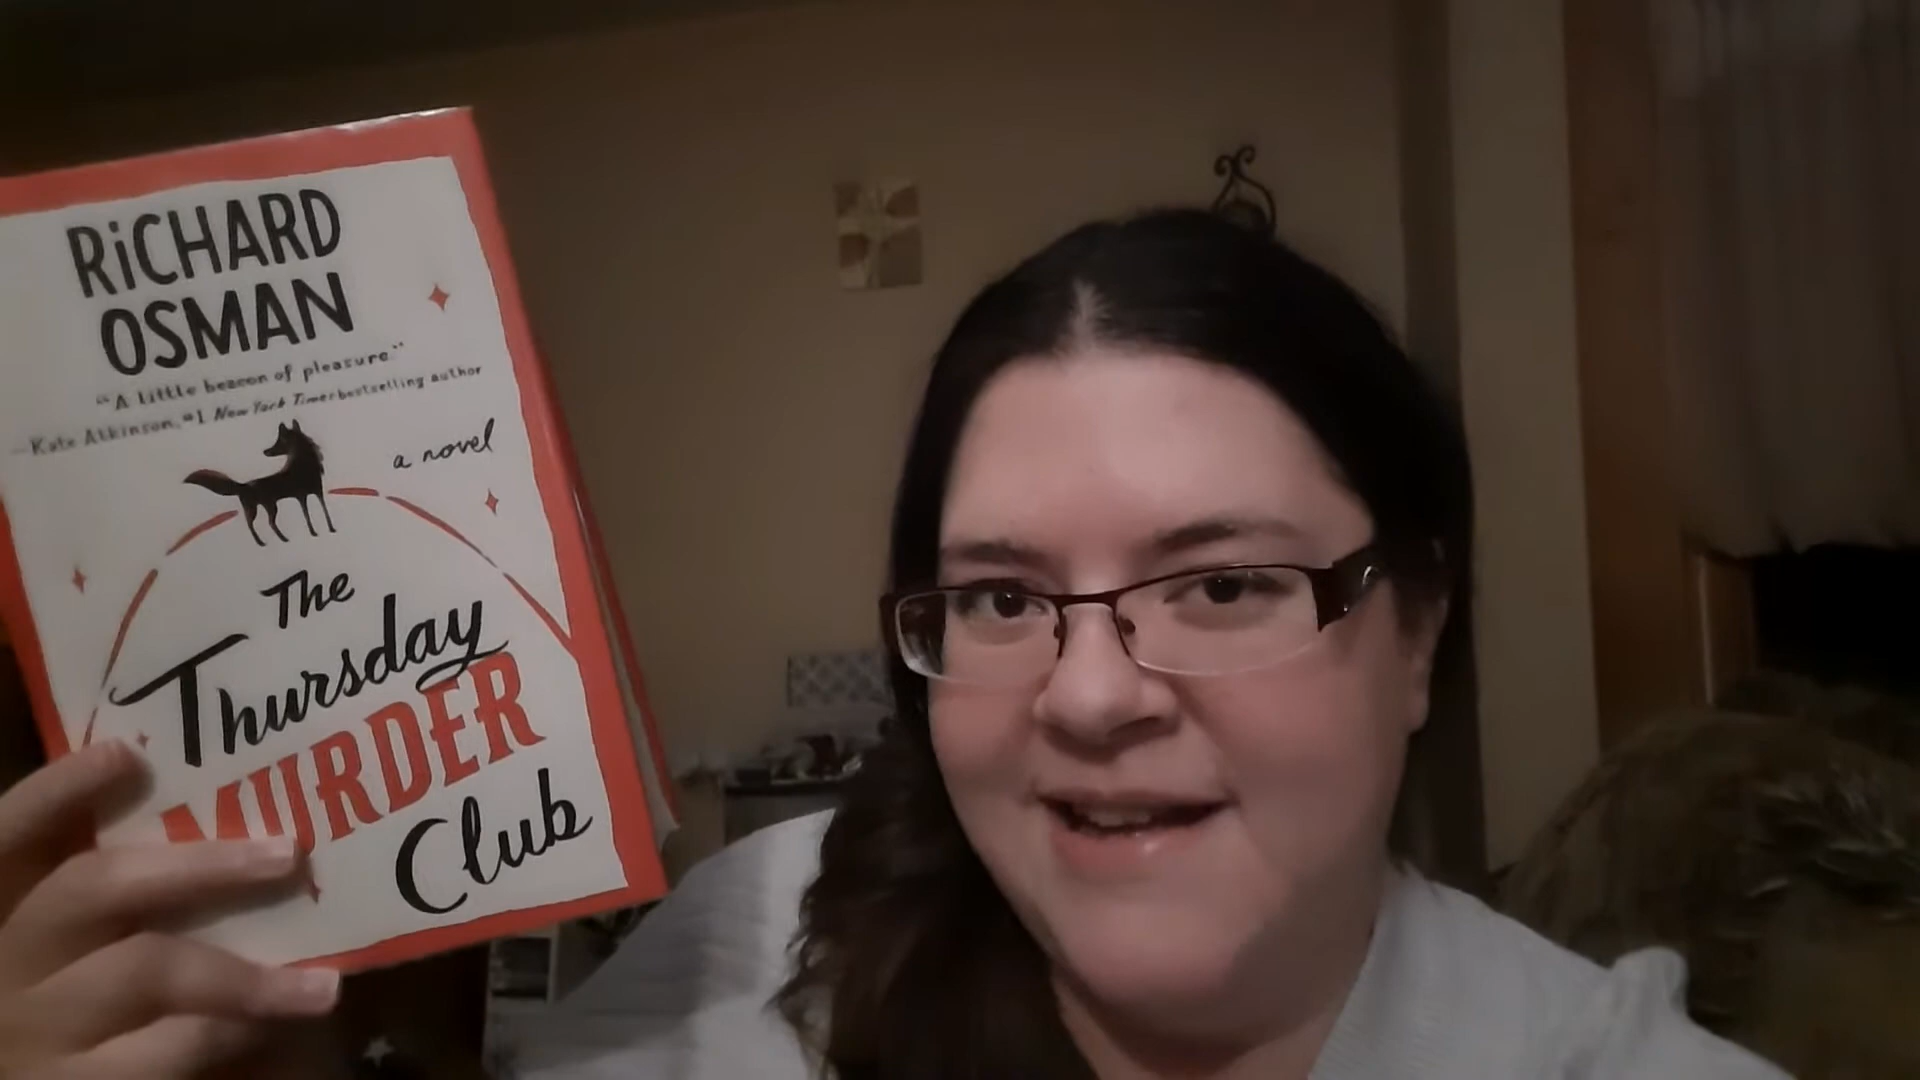 RiCHARD
OSMAN
"A little beacon of pleasure."
—Kate Atkinson, #1 New York Times bestselling author
a novel
The
Thursday
MURDER
Club